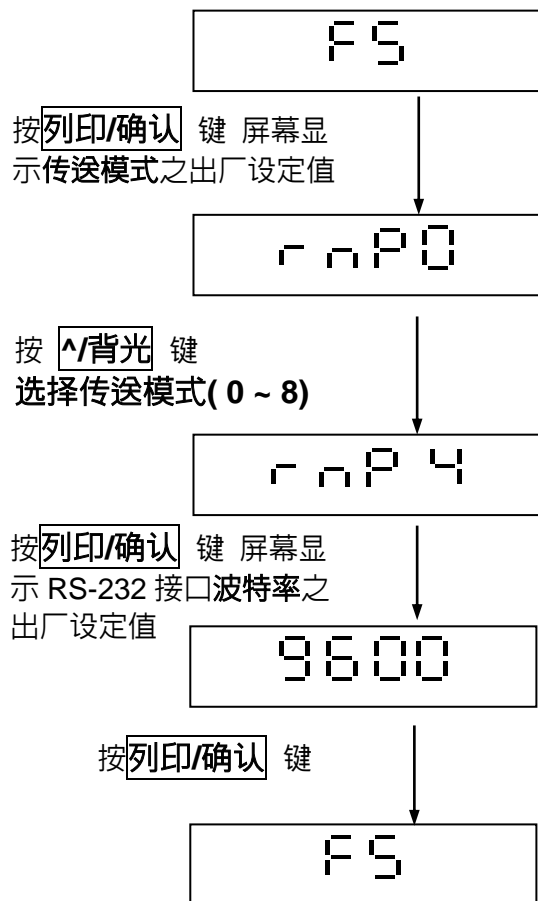 FS
按列印/确认 键 屏幕显
示传送模式之出厂设定值
rnP0
按 ^/背光 键
选择传送模式( 0 ~ 8)
rnP 4
按列印/确认 键 屏幕显
示 RS-232 接口波特率之
出厂设定值
9600
按列印/确认 键
FS